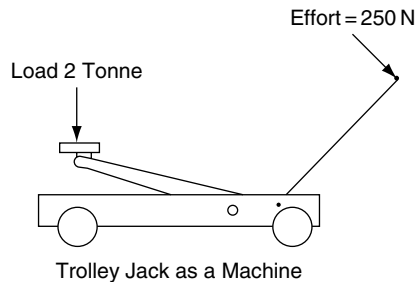 Effort = 250 N
Load 2 Tonne
Trolley Jack as a Machine